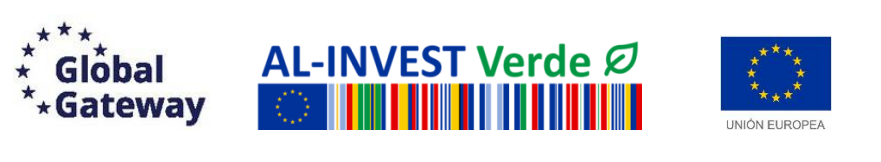 Global
Gateway
AL-INVEST Verde
UNIÓN EUROPEA